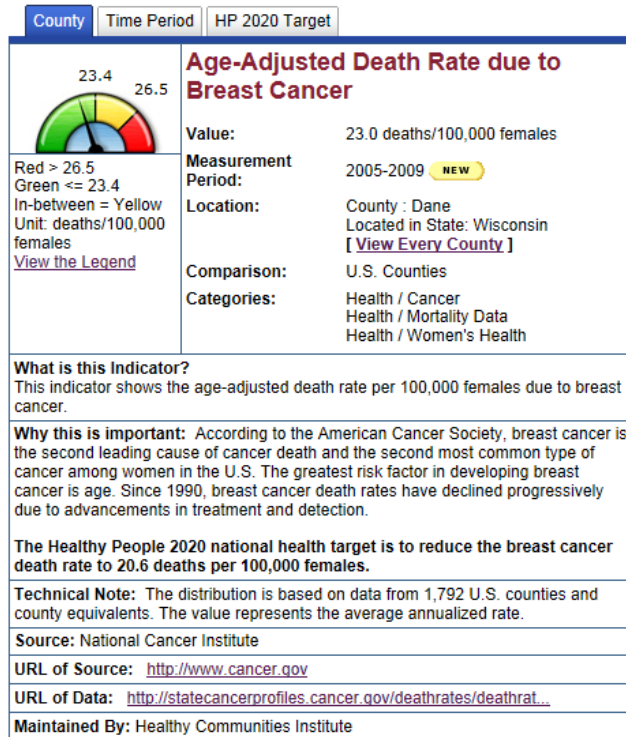 County Time Period HP 2020 Target
23.4
26.5
Red > 26.5
Green <= 23.4
In-between = Yellow
Unit: deaths/100,000
females
View the Legend
Age-Adjusted Death Rate due to
Breast Cancer
Value: 23.0 deaths/100,000 females
Measurement
Period: 2005-2009 NEW
Location: County : Dane
Located in State: Wisconsin
[ View Every County ]
Comparison: U.S. Counties
Categories: Health / Cancer
Health / Mortality Data
Health / Women's Health
What is this Indicator?
This indicator shows the age-adjusted death rate per 100,000 females due to breast
cancer.
Why this is important: According to the American Cancer Society, breast cancer is
the second leading cause of cancer death and the second most common type of
cancer among women in the U.S. The greatest risk factor in developing breast
cancer is age. Since 1990, breast cancer death rates have declined progressively
due to advancements in treatment and detection.
The Healthy People 2020 national health target is to reduce the breast cancer
death rate to 20.6 deaths per 100,000 females.
Technical Note: The distribution is based on data from 1,792 U.S. counties and
county equivalents. The value represents the average annualized rate.
Source: National Cancer Institute
URL of Source: http://www.cancer.gov
URL of Data: http://statecancerprofiles.cancer.gov/deathrates/deathrat...
Maintained By: Healthy Communities Institute